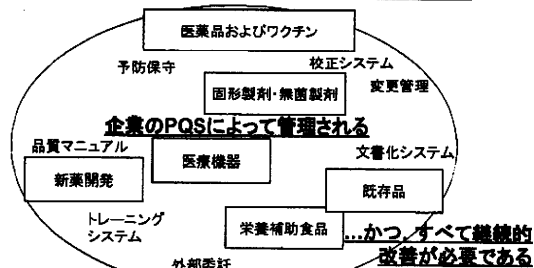 医薬品およびワクチン
予防保守
校正システム
変更管理
固形製剤・無菌製剤
企業のPQSによって管理される
品質マニュアル
医療機器
文書化システム
新薬開発
既存品
トレーニング
システム
栄養補助食品
…かつ、すべて継続的
改善が必要である
外部委託